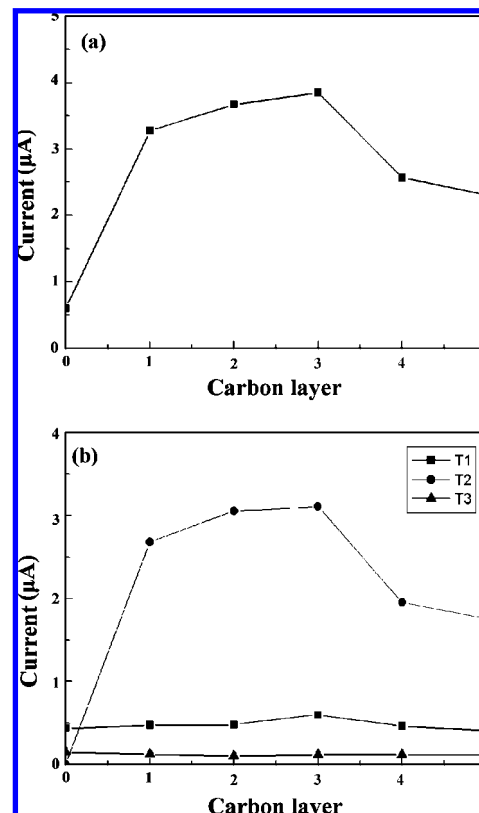 (a)
5
4
3
2
1
0
Current (μA)
0 1 2 3 4
Carbon layer
(b)
T1
T2
T3
4
3
2
1
0
Current (μA)
0 1 2 3 4
Carbon layer